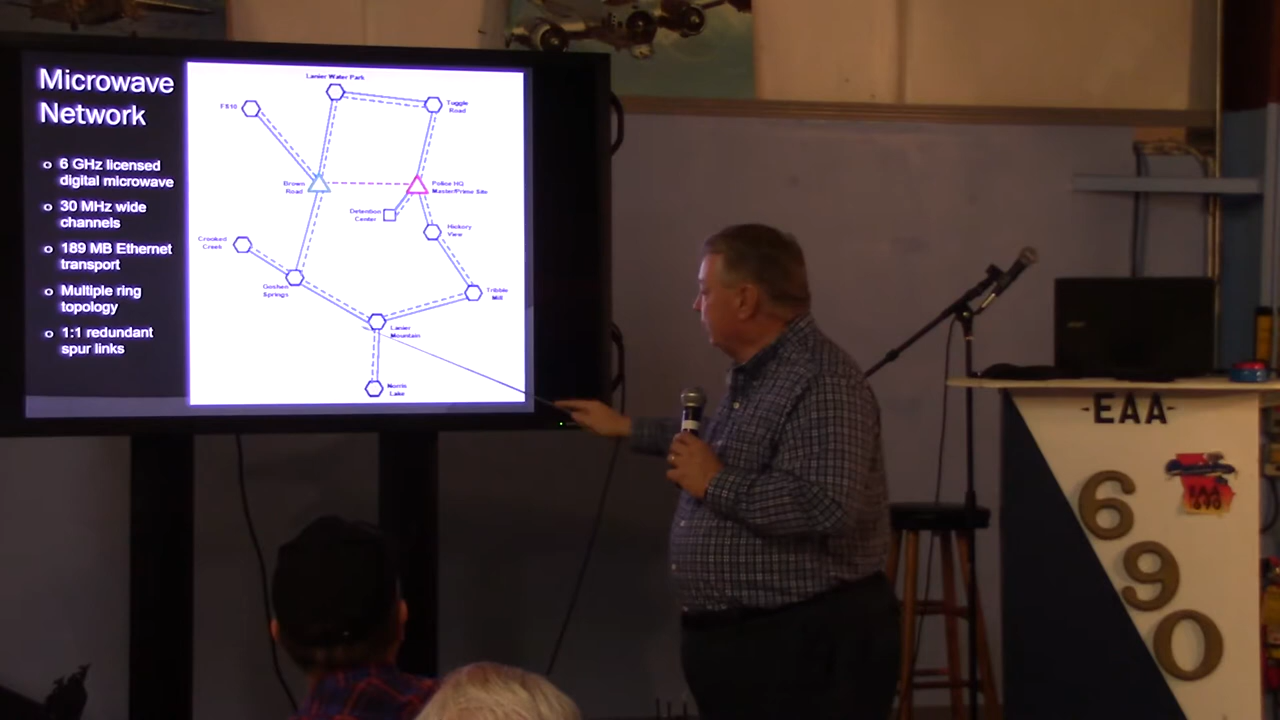 Microwave
Network
o 6 GHz licensed
digital microwave
o 30 MHz wide
channels
o 189 MB Ethernet
transport
o Multiple ring
topology
o 1:1 redundant
spur links
Lanier Water Park
FS10
Tuggle
Road
Brown
Road
Police HQ
Master/Prime Site
Detention
Center
Hickory
View
Crooked
Creek
Goshen
Springs
Tribble
Mill
Lanier
Mountain
Norris
Lake
-EAA-
EAA
690
690